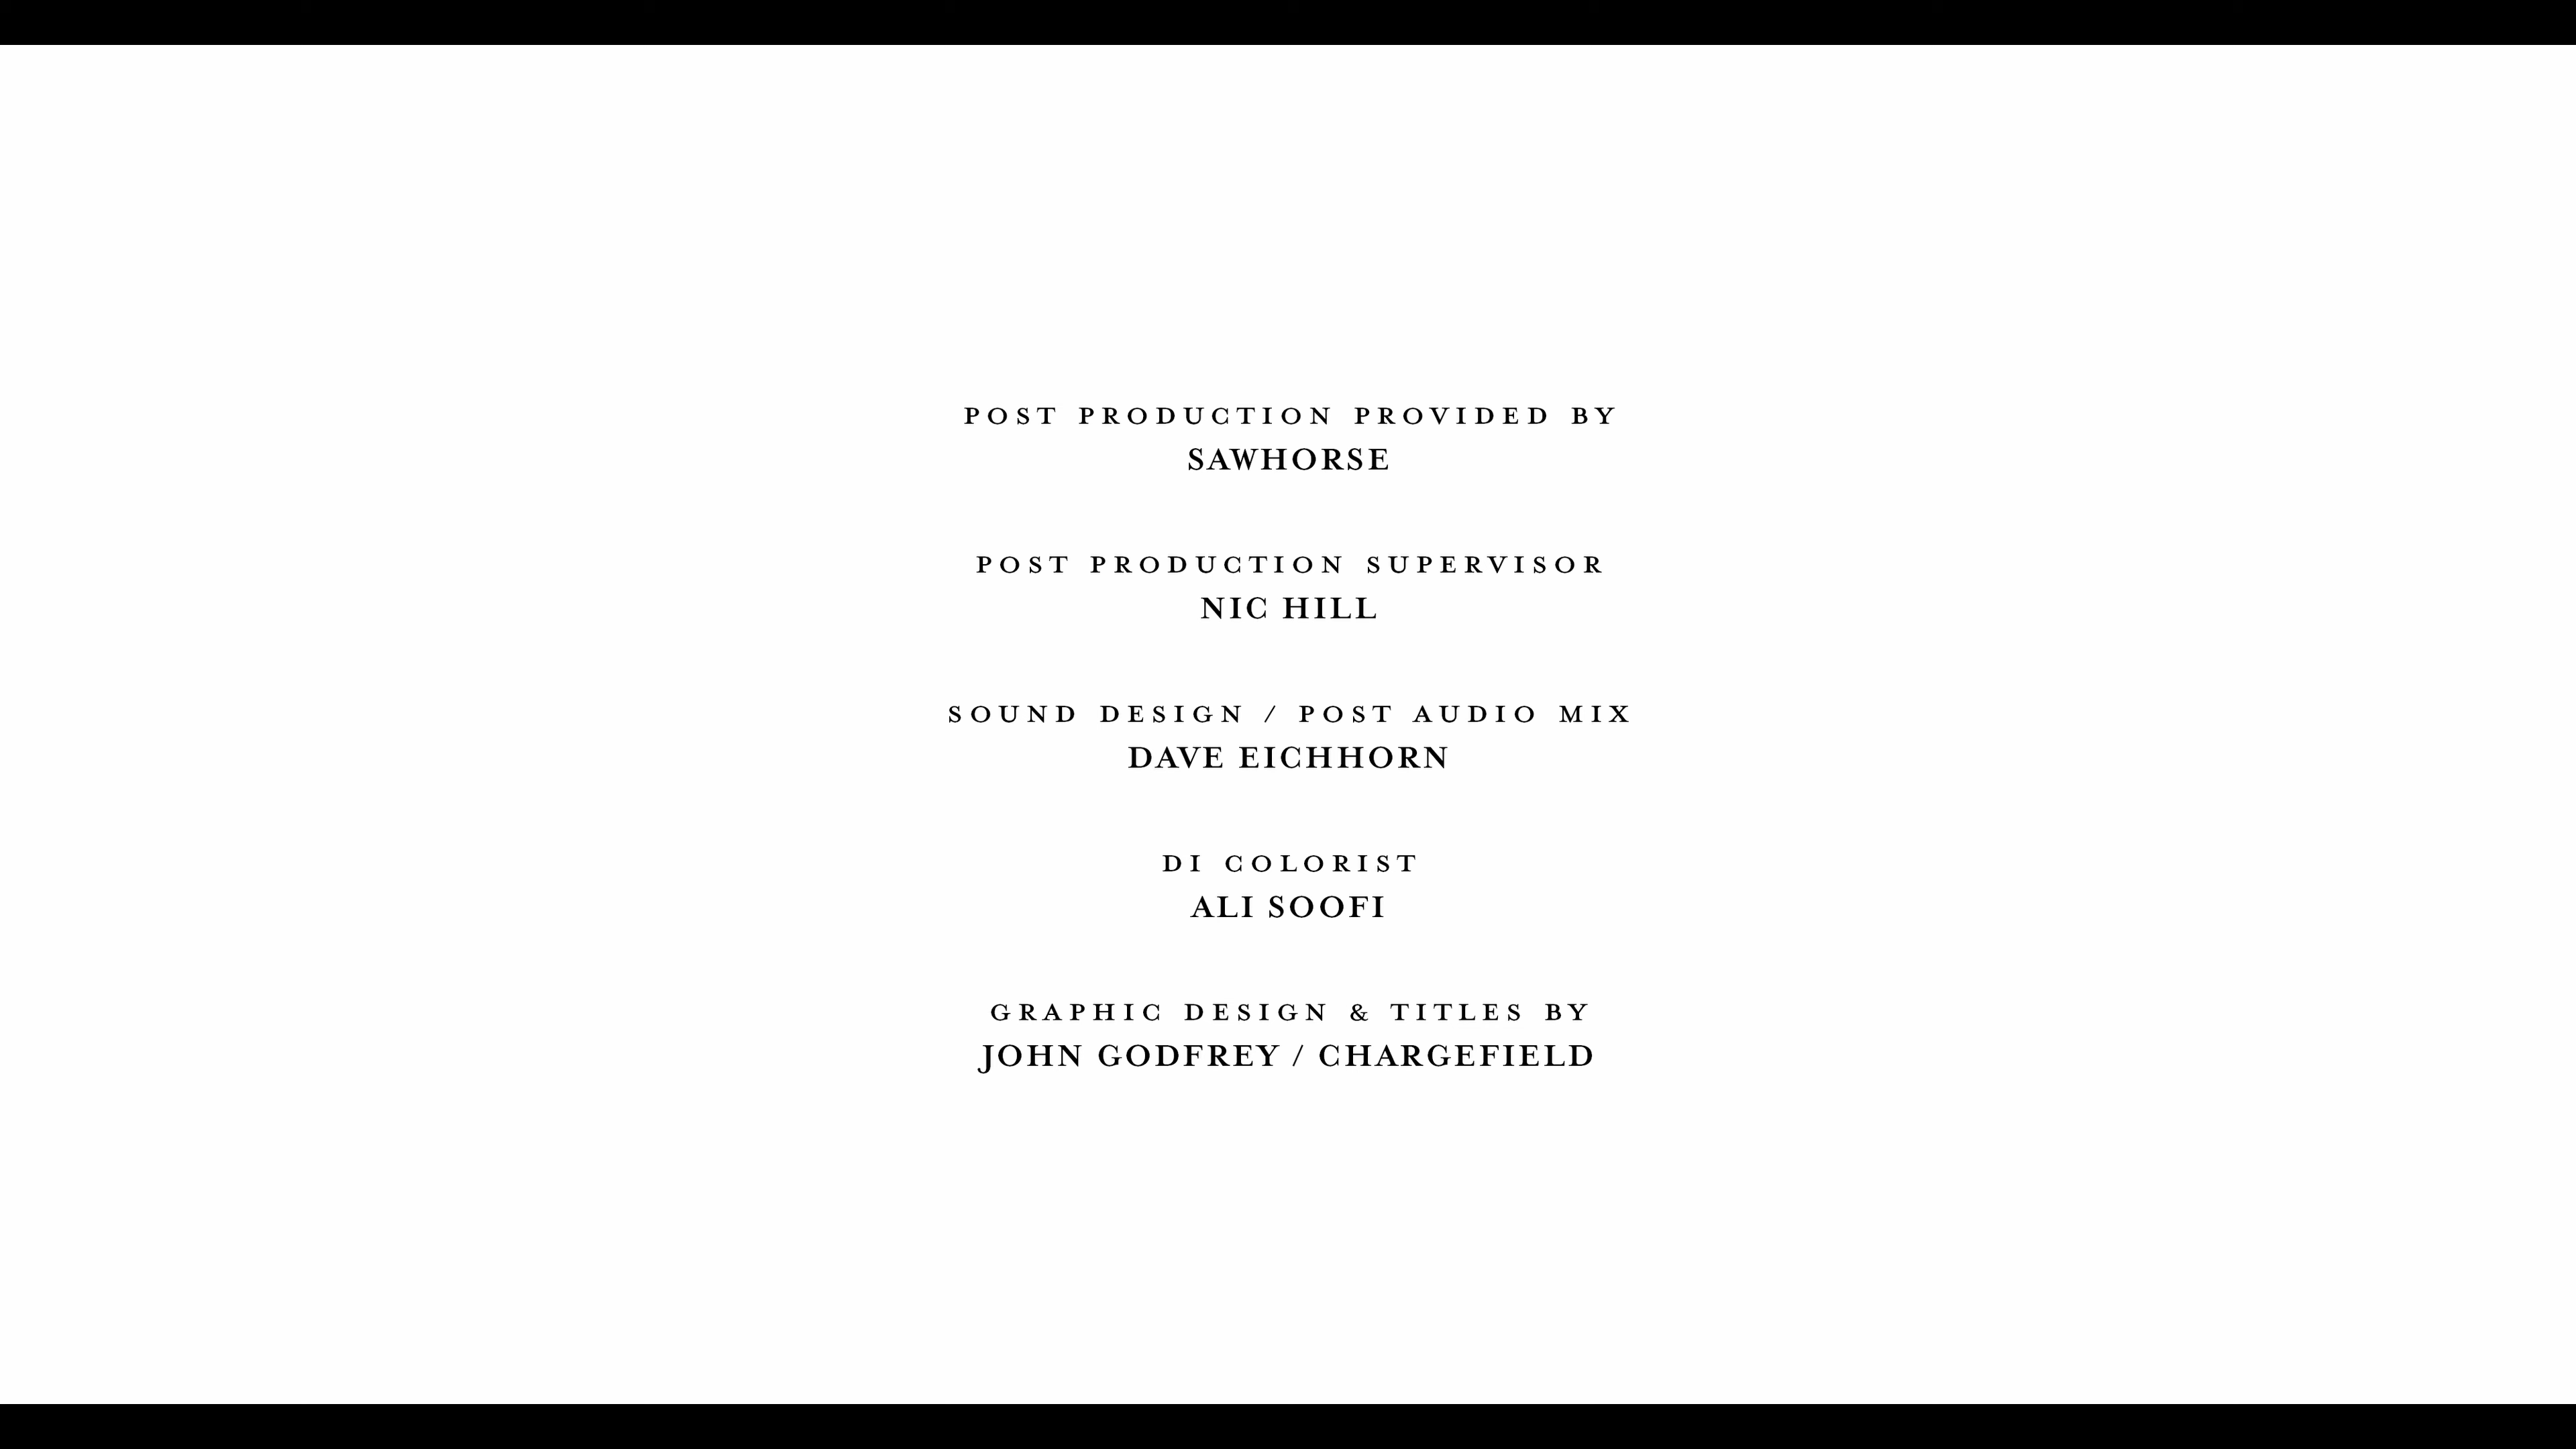 POST PRODUCTION PROVIDED BY
SAWHORSE
POST PRODUCTION SUPERVISOR
NIC HILL
SOUND DESIGN / POST AUDIO MIX
DAVE EICHHORN
DI COLORIST
ALI SOOFI
GRAPHIC DESIGN & TITLES BY
JOHN GODFREY / CHARGEFIELD